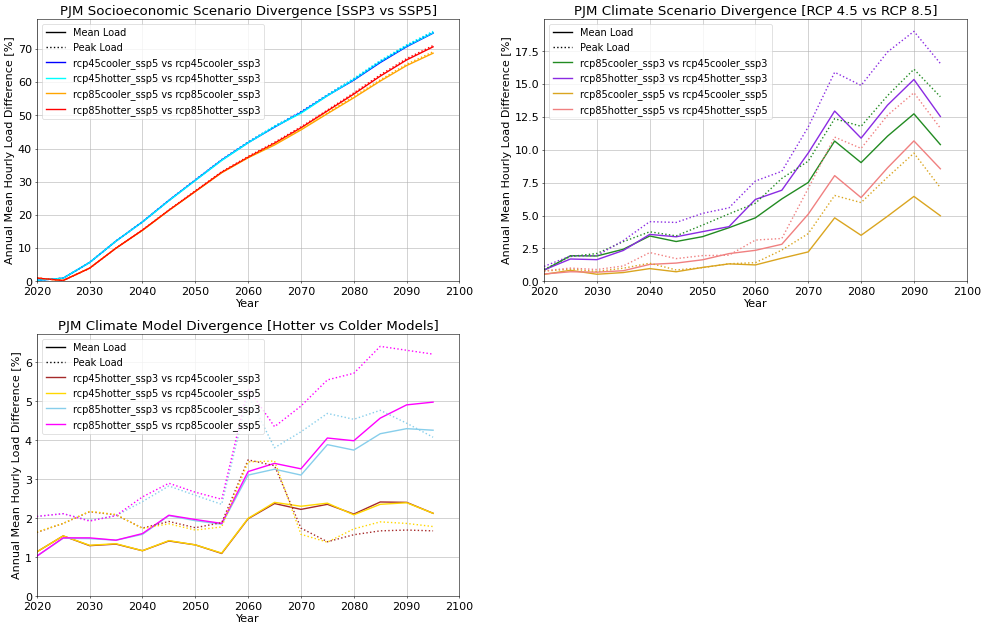 PJM Socioeconomic Scenario Divergence [SSP3 vs SSP5]
Annual Mean Hourly Load Difference [%]
70
60
50
40
30
20
10
0
Mean Load
Peak Load
rcp45cooler_ssp5 vs rcp45cooler_ssp3
rcp45hotter_ssp5 vs rcp45hotter_ssp3
rcp85cooler_ssp5 vs rcp85cooler_ssp3
rcp85hotter_ssp5 vs rcp85hotter_ssp3
2020 2030 2040 2050 2060 2070 2080 2090 2100
Year
PJM Climate Scenario Divergence [RCP 4.5 vs RCP 8.5]
Annual Mean Hourly Load Difference [%]
17.5
15.0
12.5
10.0
7.5
5.0
2.5
0.0
Mean Load
Peak Load
rcp85cooler_ssp3 vs rcp45cooler_ssp3
rcp85hotter_ssp3 vs rcp45hotter_ssp3
rcp85cooler_ssp5 vs rcp45cooler_ssp5
rcp85hotter_ssp5 vs rcp45hotter_ssp5
2020 2030 2040 2050 2060 2070 2080 2090 2100
Year
PJM Climate Model Divergence [Hotter vs Colder Models]
Annual Mean Hourly Load Difference [%]
6
5
4
3
2
1
0
Mean Load
Peak Load
rcp45hotter_ssp3 vs rcp45cooler_ssp3
rcp45hotter_ssp5 vs rcp45cooler_ssp5
rcp85hotter_ssp3 vs rcp85cooler_ssp3
rcp85hotter_ssp5 vs rcp85cooler_ssp5
2020 2030 2040 2050 2060 2070 2080 2090 2100
Year